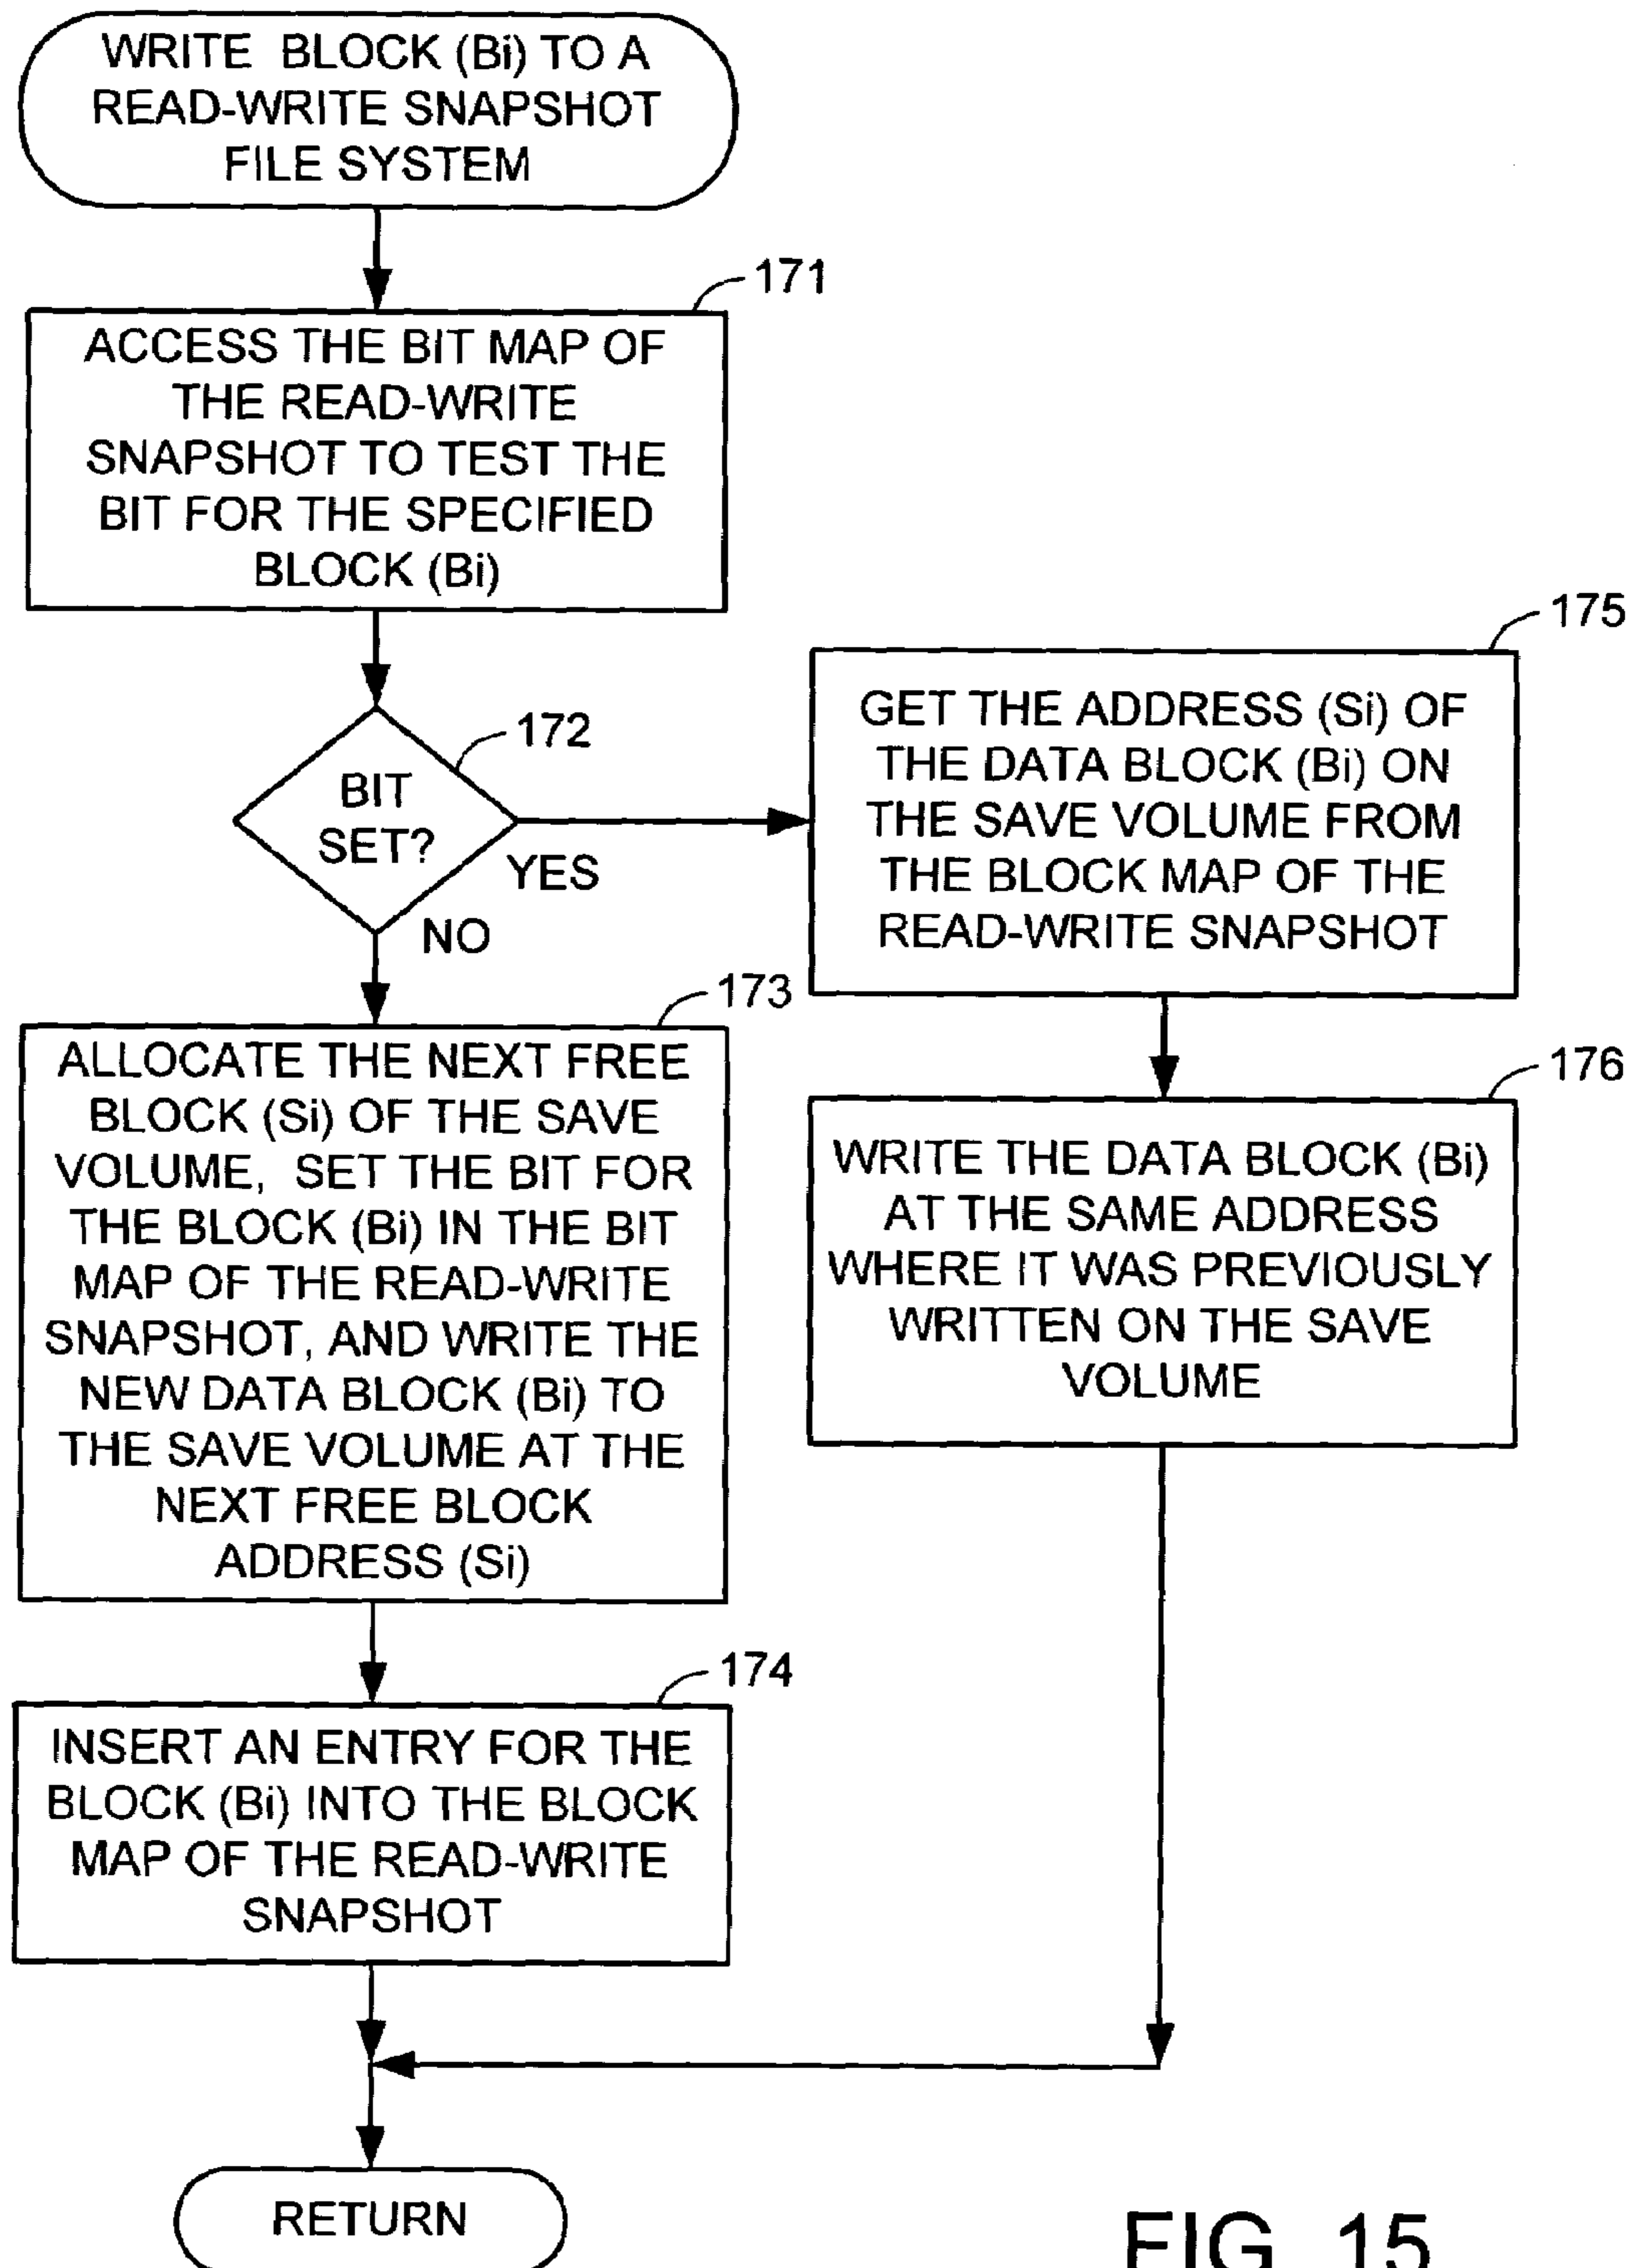 WRITE BLOCK (Bi) TO A
READ-WRITE SNAPSHOT
FILE SYSTEM
171
ACCESS THE BIT MAP OF
THE READ-WRITE
SNAPSHOT TO TEST THE
BIT FOR THE SPECIFIED
BLOCK (Bi)
172
BIT
SET?
YES
NO
175
GET THE ADDRESS (Si) OF
THE DATA BLOCK (Bi) ON
THE SAVE VOLUME FROM
THE BLOCK MAP OF THE
READ-WRITE SNAPSHOT
173
ALLOCATE THE NEXT FREE
BLOCK (Si) OF THE SAVE
VOLUME, SET THE BIT FOR
THE BLOCK (Bi) IN THE BIT
MAP OF THE READ-WRITE
SNAPSHOT, AND WRITE THE
NEW DATA BLOCK (Bi) TO
THE SAVE VOLUME AT THE
NEXT FREE BLOCK
ADDRESS (Si)
176
WRITE THE DATA BLOCK (Bi)
AT THE SAME ADDRESS
WHERE IT WAS PREVIOUSLY
WRITTEN ON THE SAVE
VOLUME
174
INSERT AN ENTRY FOR THE
BLOCK (Bi) INTO THE BLOCK
MAP OF THE READ-WRITE
SNAPSHOT
RETURN
FIG. 15